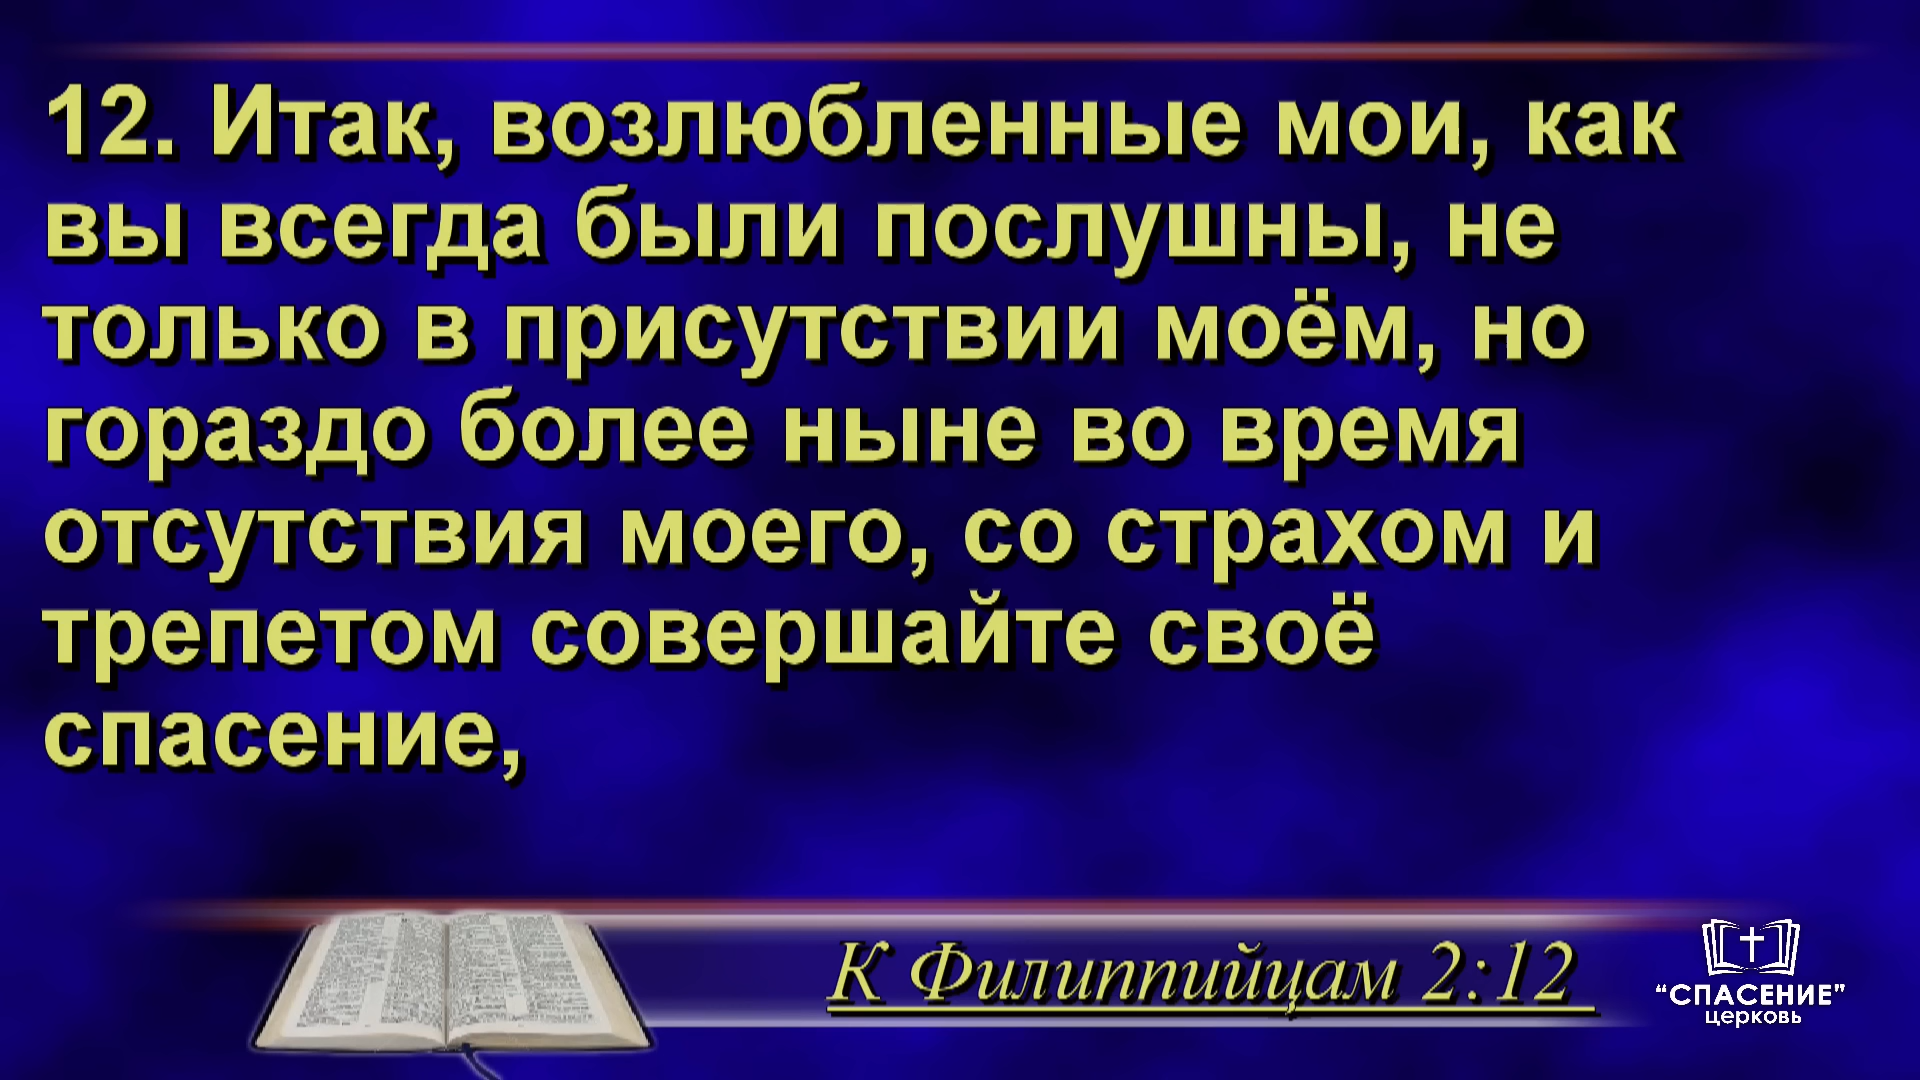 12. Итак, возлюбленные мои, как
вы всегда были послушны, не
только в присутствии моём, но
гораздо более ныне во время
отсутствия моего, со страхом и
трепетом совершайте своё
спасение,
К Филиппийцам 2:12
“СПАСЕНИЕ”
церковь